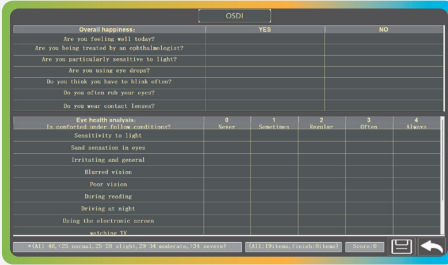 OSDI
Overall happiness: YES NO
Are you feeling well today?
Are you being treated by an ophthalmologist?
Are you particularly sensitive to light?
Are you using eye drops?
Do you think you have to blink often?
Do you often rub your eyes?
Do you wear contact lenses?
Eye health analysis: 0 1 2 3 4
Is comforted under follow conditions? Never Sometimes Regular Often Always
Sensitivity to light
Sand sensation in eyes
Irritating and general
Blurred vision
Poor vision
During reading
Driving at night
Using the electronic screen
watching TV
Score:0